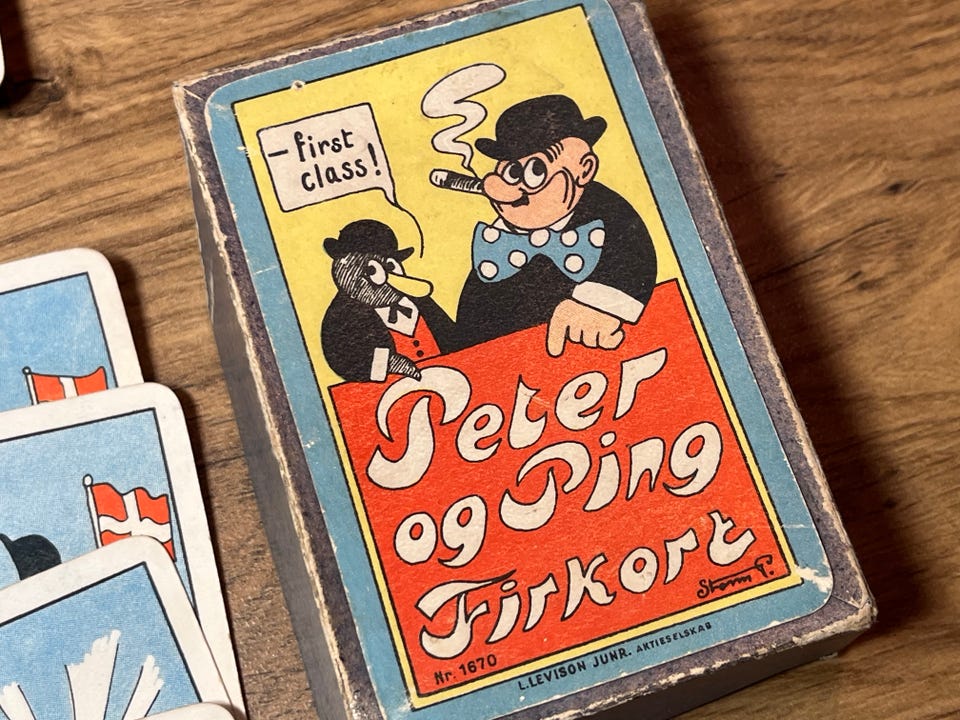 - first
class!
Peter
og Ping
Firkort
Storm P.
Nr. 1670
L. LEVISON JUNR. AKTIESELSKAB